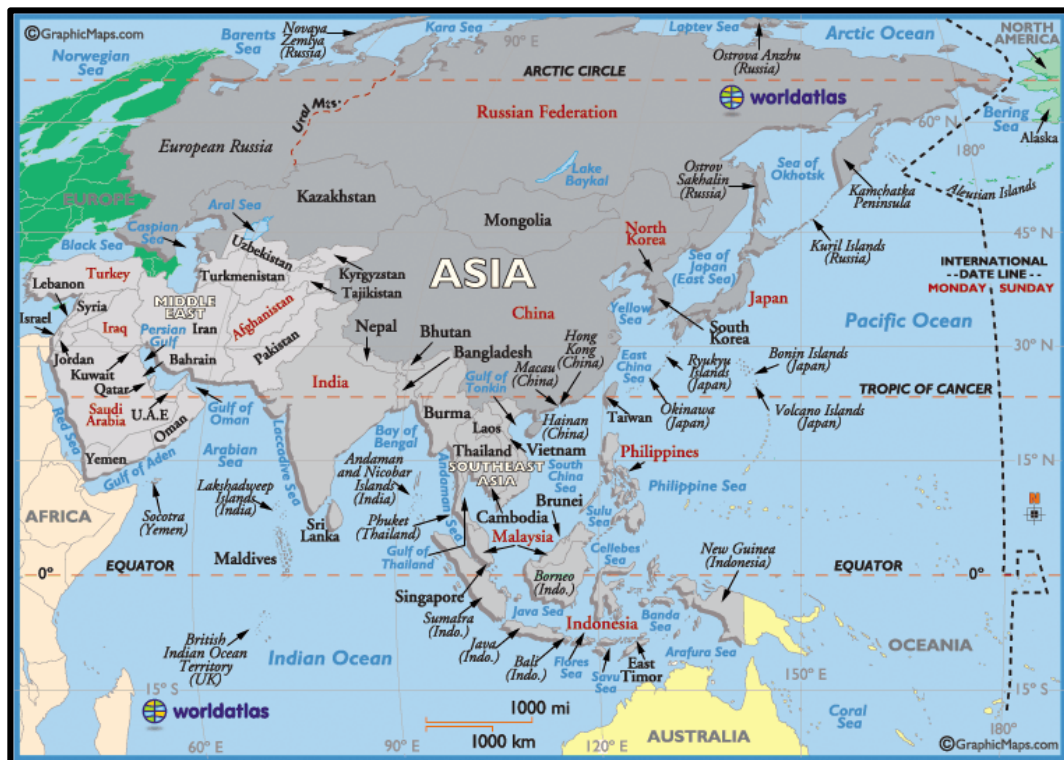 ©GraphicMaps.com
Norwegian
Sea
Barents
Sea
Novaya
Zemlya
(Russia)
Kara Sea
90° E
Laptev Sea
Ostrova Anzhu
(Russia)
Arctic Ocean
NORTH
AMERICA
ARCTIC CIRCLE
worldatlas
Ural Mts.
Russian Federation
60° N
Bering
Sea
180°
Alaska
European Russia
EUROPE
Lake
Baykal
Ostrov
Sakhalin
(Russia)
Sea of
Okhotsk
Kamchatka
Peninsula
Aleutian Islands
Kazakhstan
Mongolia
Aral Sea
Caspian
Sea
Black Sea
Uzbekistan
North
Korea
Kuril Islands
(Russia)
45° N
Turkey
Turkmenistan
Kyrgyzstan
Tajikistan
ASIA
Sea of
Japan
(East Sea)
INTERNATIONAL
--DATE LINE--
MONDAY SUNDAY
Lebanon
Syria
MIDDLE
EAST
Afghanistan
China
Japan
Israel
Iraq
Persian
Gulf
Iran
Nepal
Bhutan
Yellow
Sea
South
Korea
Pacific Ocean
Jordan
Kuwait
Bahrain
Pakistan
Bangladesh
Hong
Kong
(China)
Macau
(China)
East
China
Sea
Ryukyu
Islands
(Japan)
Bonin Islands
(Japan)
30° N
Qatar
Saudi
Arabia
U.A.E
Gulf of
Oman
India
Gulf of
Tonkin
TROPIC OF CANCER
Red Sea
Oman
Burma
Laos
Hainan
(China)
Taiwan
Okinawa
(Japan)
Volcano Islands
(Japan)
Yemen
Gulf of Aden
Arabian
Sea
Laccadive Sea
Bay of
Bengal
Thailand
Vietnam
SOUTHEAST
ASIA
South
China
Sea
Philippines
15° N
Andaman
and Nicobar
Islands
(India)
Andaman Sea
Philippine Sea
AFRICA
Socotra
(Yemen)
Lakshadweep
Islands
(India)
Sri
Lanka
Phuket
(Thailand)
Cambodia
Brunei
Sulu
Sea
N
Maldives
Gulf of
Thailand
Malaysia
Cellebes
Sea
New Guinea
(Indonesia)
0°
EQUATOR
Borneo
(Indo.)
EQUATOR
0°
Singapore
Sumatra
(Indo.)
Java Sea
Indonesia
Banda
Sea
OCEANIA
British
Indian Ocean
Territory
(UK)
Indian Ocean
Java
(Indo.)
Bali
(Indo.)
Flores
Sea
Savu
Sea
East
Timor
Arafura Sea
15° S
150° E
15° S
worldatlas
1000 mi
1000 km
60° E
90° E
120° E
AUSTRALIA
Coral
Sea
180°
©GraphicMaps.com